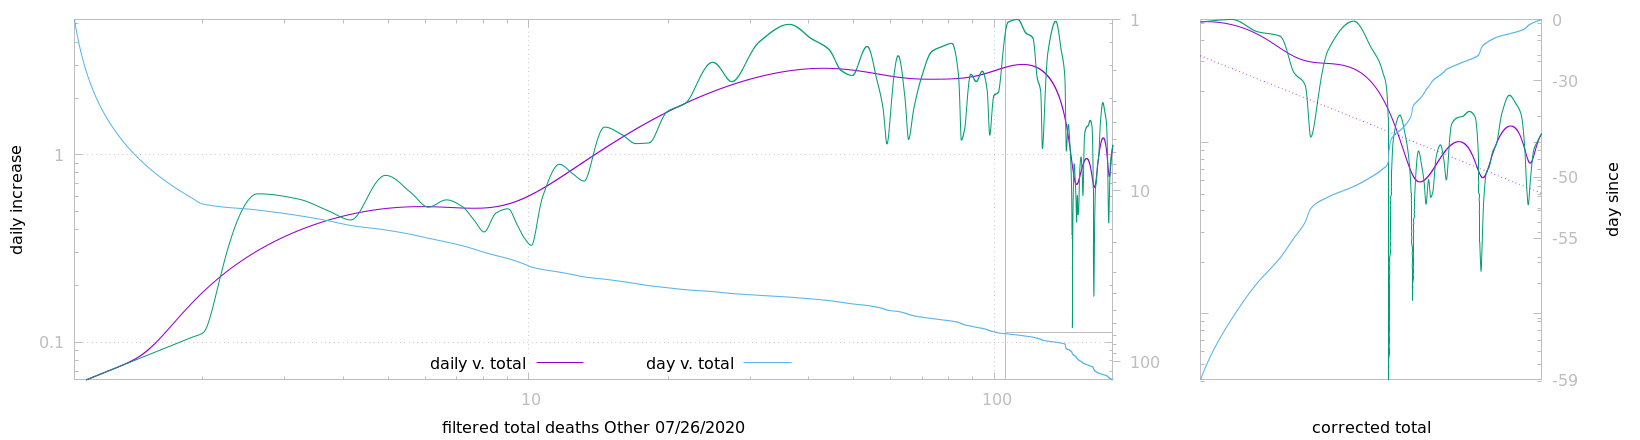 daily increase
1
0.1
daily v. total
day v. total
10
100
filtered total deaths Other 07/26/2020
1
10
100
0
-30
-50
-55
-59
day since
corrected total